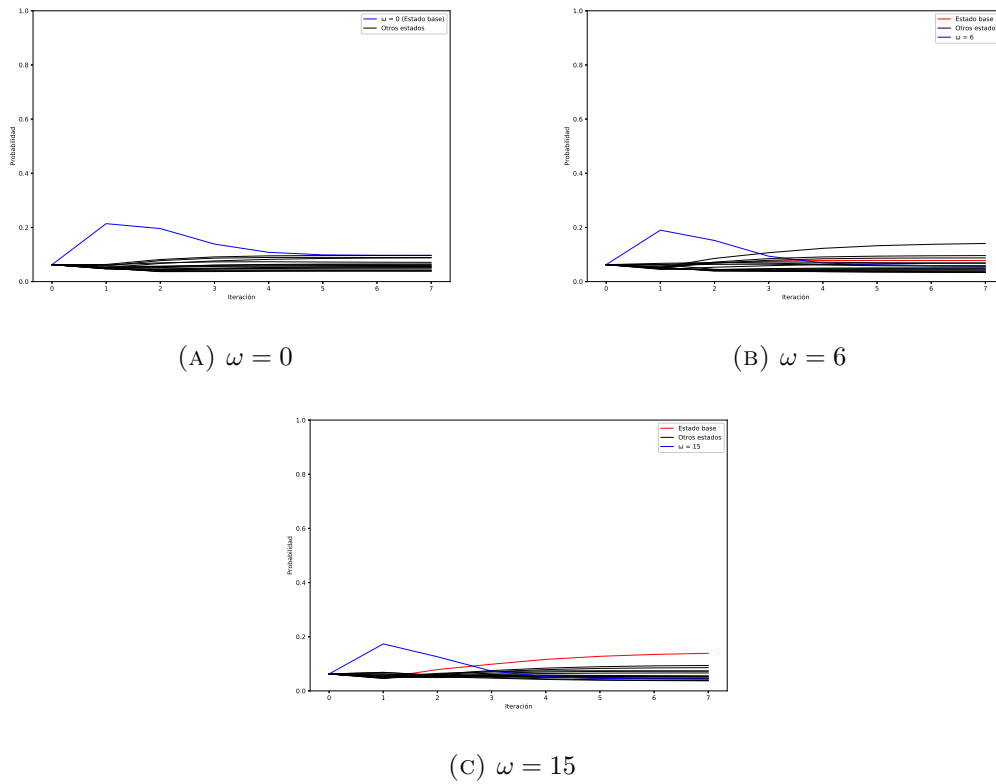 1.0
0.8
0.6
0.4
0.2
0.0
Probabilidad
ω = 0 (Estado base)
Otros estados
0 1 2 3 4 5 6 7
Iteración
(A) ω = 0
1.0
0.8
0.6
0.4
0.2
0.0
Probabilidad
Estado base
Otros estados
ω = 6
0 1 2 3 4 5 6 7
Iteración
(B) ω = 6
1.0
0.8
0.6
0.4
0.2
0.0
Probabilidad
Estado base
Otros estados
ω = 15
0 1 2 3 4 5 6 7
Iteración
(C) ω = 15